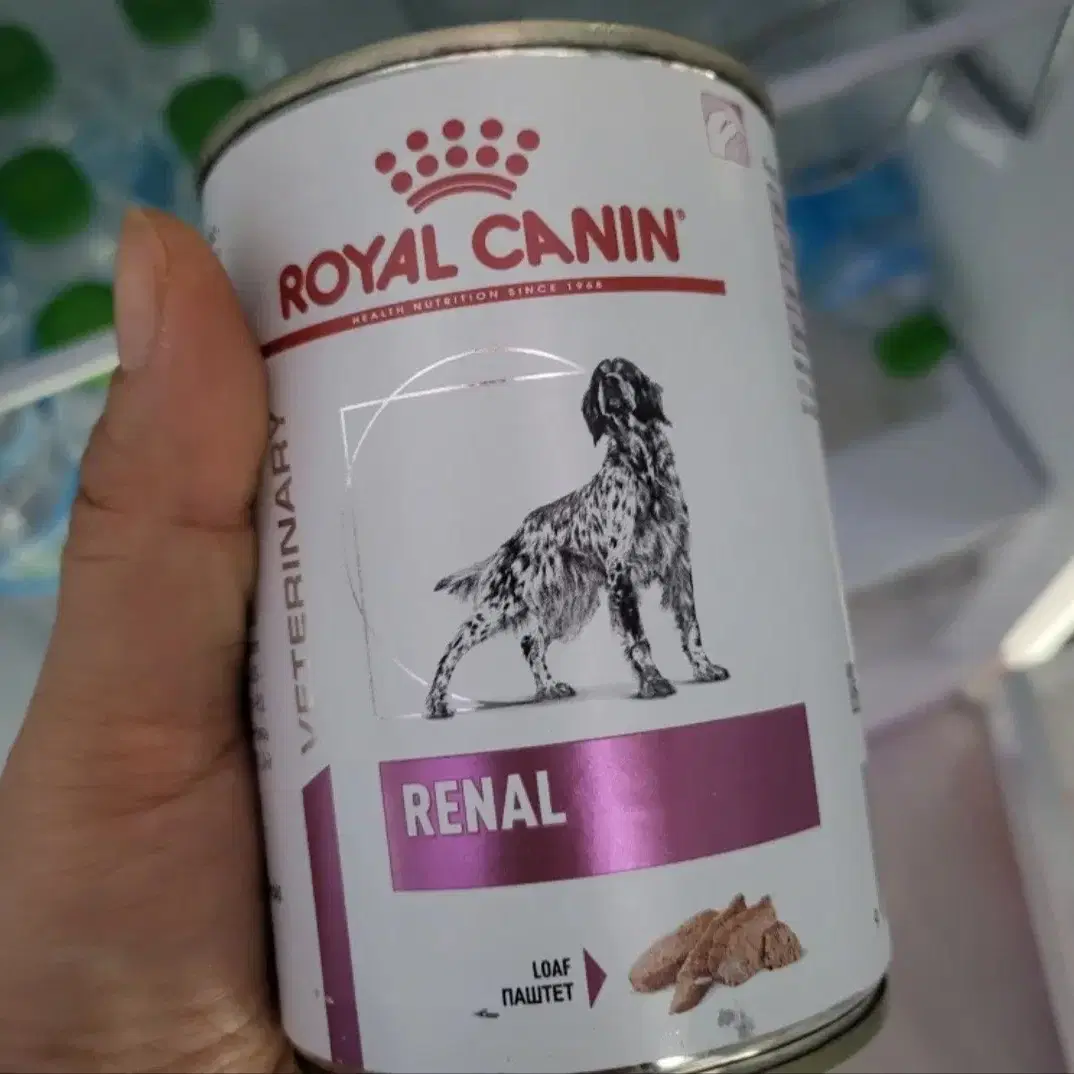 ROYAL CANIN®
HEALTH NUTRITION SINCE 1968
VETERINARY
RENAL
LOAF
ПАШТЕТ